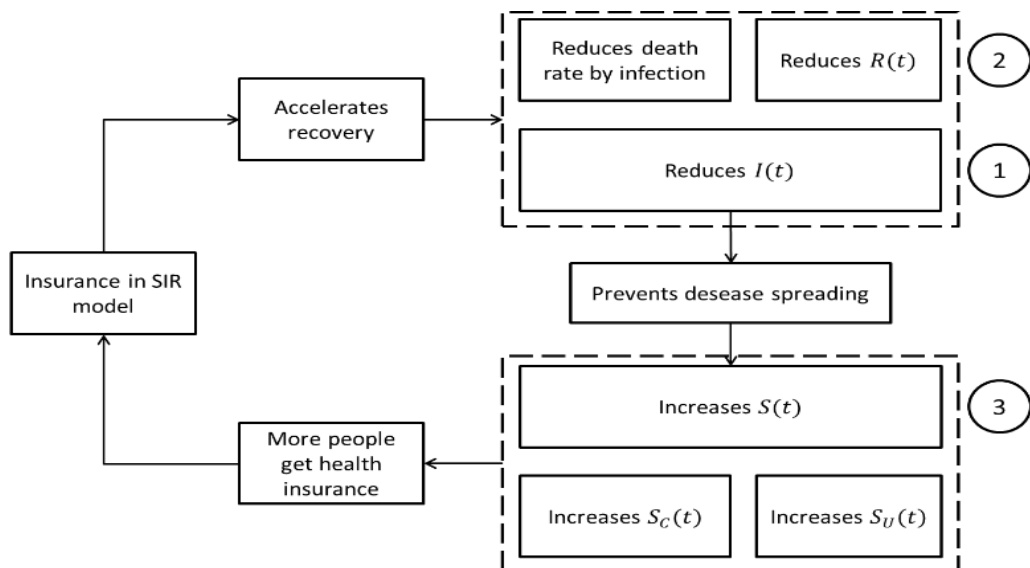 Reduces death
rate by infection
Reduces R(t)
2
Accelerates
recovery
Reduces I(t)
1
Insurance in SIR
model
Prevents desease spreading
Increases S(t)
3
More people
get health
insurance
Increases S_C(t)
Increases S_U(t)